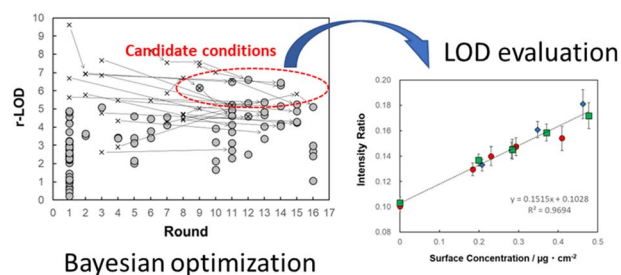 r-LOD
10
9
8
7
6
5
4
3
2
1
0
0 1 2 3 4 5 6 7 8 9 10 11 12 13 14 15 16 17
Round
Candidate conditions
Bayesian optimization
LOD evaluation
Intensity Ratio
0.20
0.18
0.16
0.14
0.12
0.10
0.08
y = 0.1515x + 0.1028
R² = 0.9694
0 0.1 0.2 0.3 0.4 0.5
Surface Concentration / μg・cm⁻²